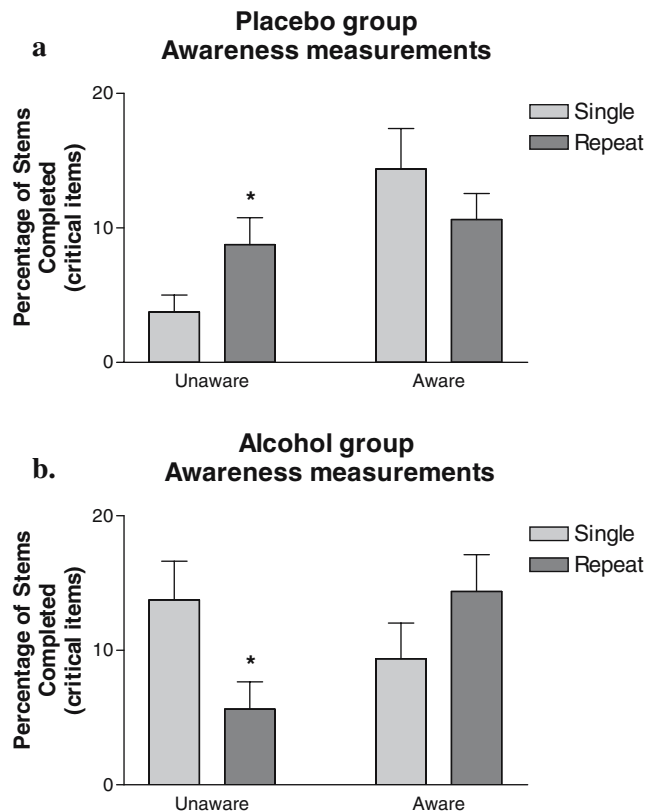 a
Placebo group
Awareness measurements
Percentage of Stems
Completed
(critical items)
20
10
0
*
Single
Repeat
Unaware
Aware
b.
Alcohol group
Awareness measurements
Percentage of Stems
Completed
(critical items)
20
10
0
*
Single
Repeat
Unaware
Aware